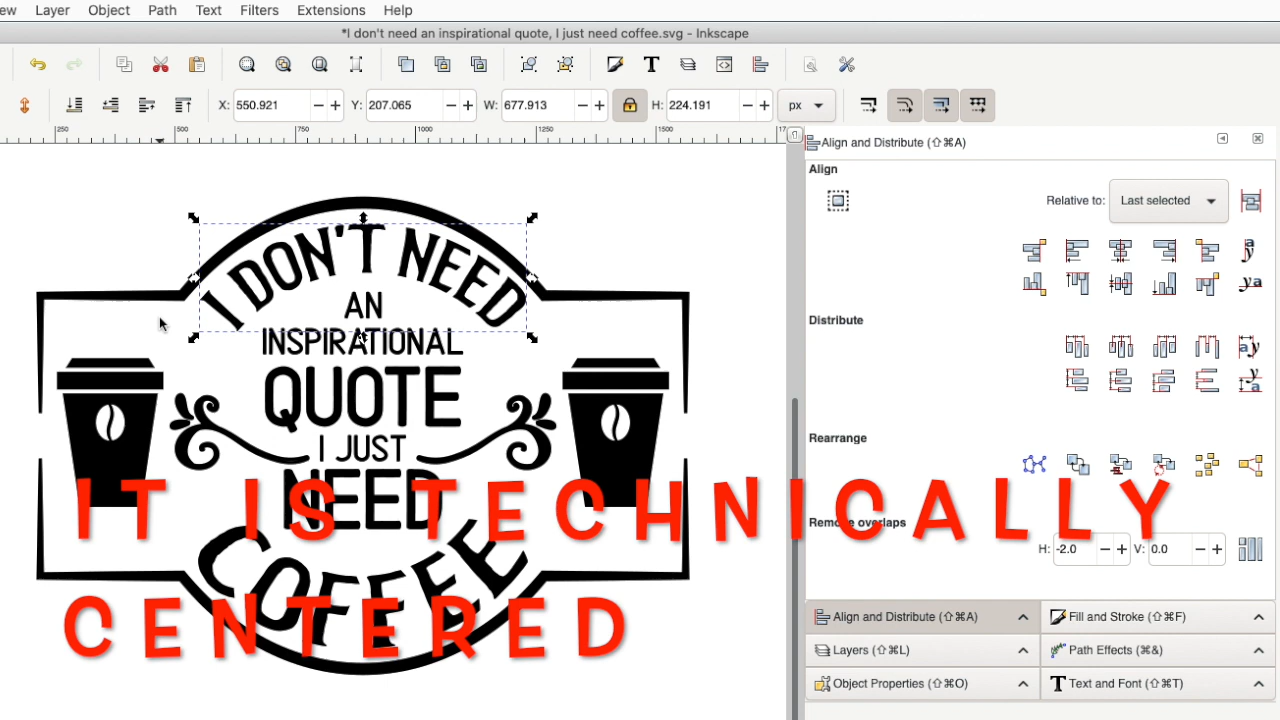 ew Layer Object Path Text Filters Extensions Help
*I don't need an inspirational quote, I just need coffee.svg - Inkscape
X: 550.921 Y: 207.065 W: 677.913 H: 224.191 px
250 500 750 1000 1250 1500 17
Align and Distribute (⇧⌘A)
Align
Relative to: Last selected
Distribute
Rearrange
Remove overlaps
H: -2.0 V: 0.0
Align and Distribute (⇧⌘A) Fill and Stroke (⇧⌘F)
Layers (⇧⌘L) Path Effects (⌘&)
Object Properties (⇧⌘O) Text and Font (⇧⌘T)
I DON'T NEED
AN
INSPIRATIONAL
QUOTE
I JUST
NEED
COFFEE
IT IS TECHNICALLY
CENTERED